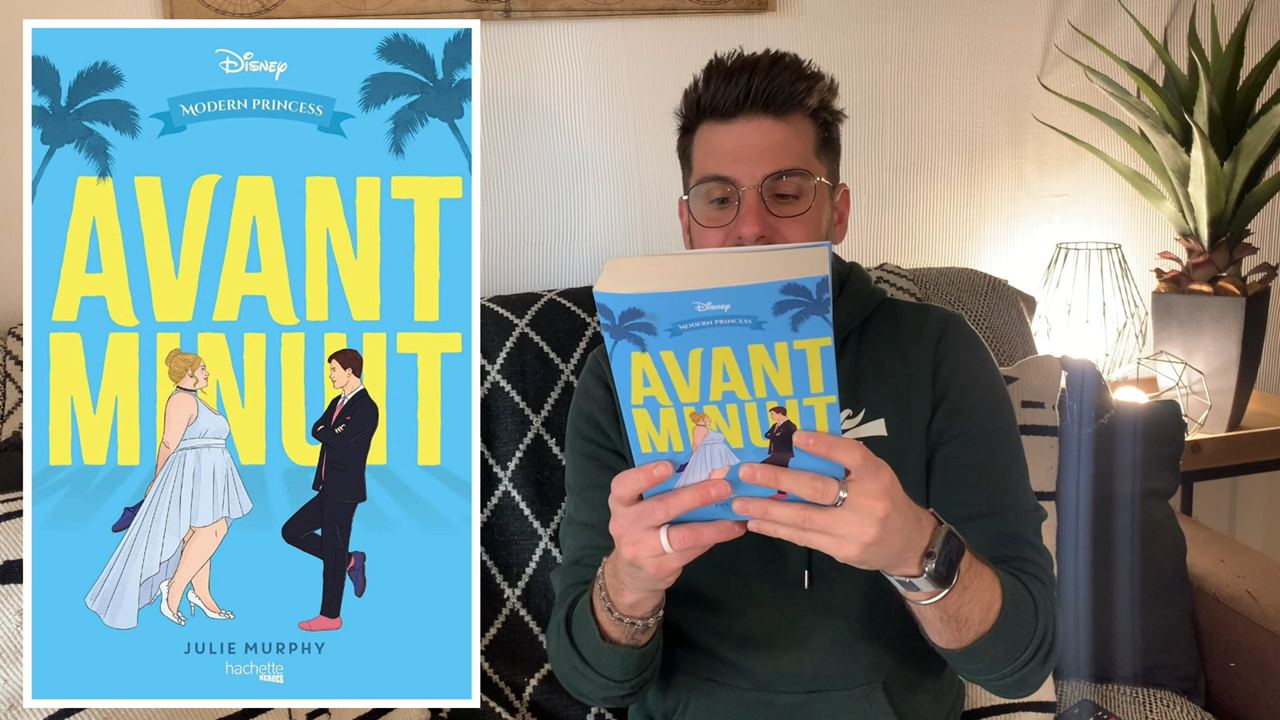 Disney
MODERN PRINCESS
AVANT
MINUIT
JULIE MURPHY
hachette
HEROES
Disney
MODERN PRINCESS
AVANT
MINUIT